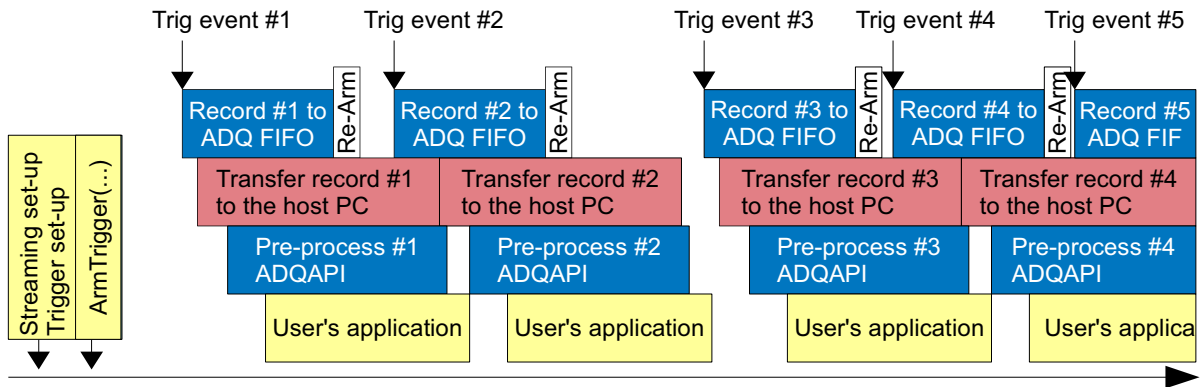 Trig event #1
Trig event #2
Trig event #3
Trig event #4
Trig event #5
Record #1 to
ADQ FIFO
Re-Arm
Record #2 to
ADQ FIFO
Re-Arm
Record #3 to
ADQ FIFO
Re-Arm
Record #4 to
ADQ FIFO
Re-Arm
Record #5
ADQ FIF
Streaming set-up
Trigger set-up
ArmTrigger(...)
Transfer record #1
to the host PC
Transfer record #2
to the host PC
Transfer record #3
to the host PC
Transfer record #4
to the host PC
Pre-process #1
ADQAPI
Pre-process #2
ADQAPI
Pre-process #3
ADQAPI
Pre-process #4
ADQAPI
User's application
User's application
User's application
User's applica